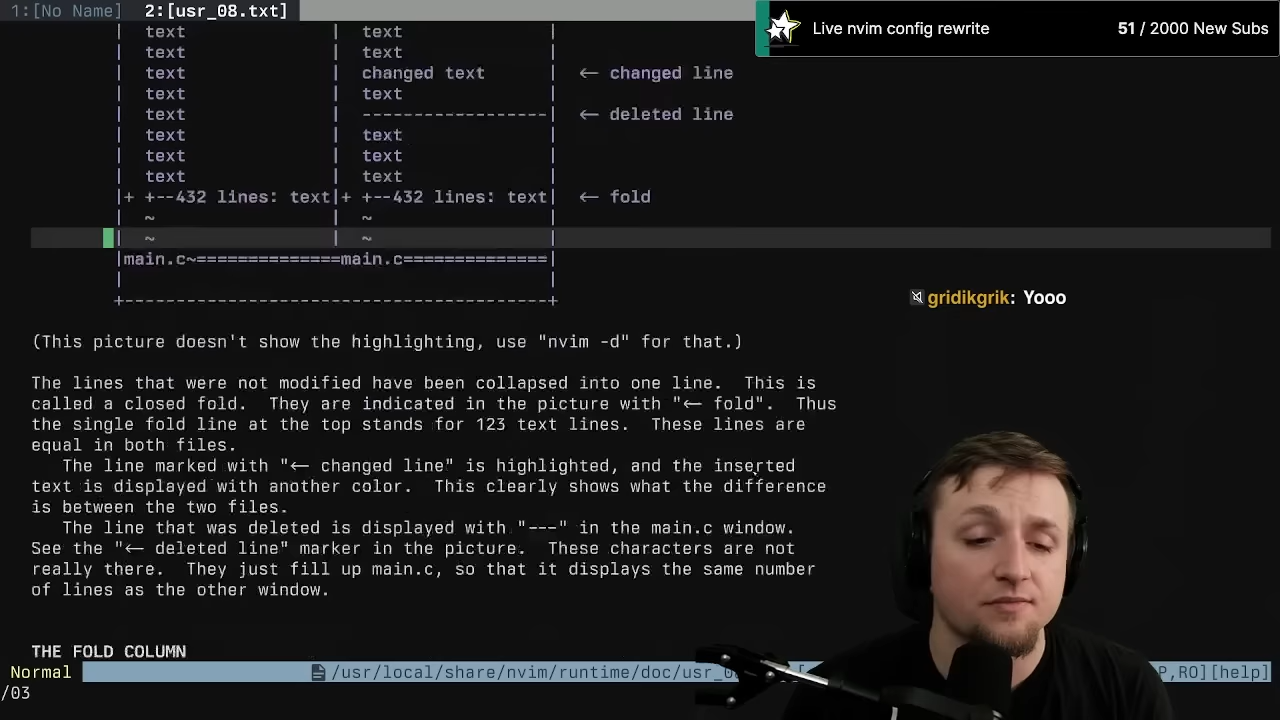 1:[No Name]  2:[usr_08.txt]
Live nvim config rewrite    51 / 2000 New Subs
|  text              |  text              |
|  text              |  text              |
|  text              |  changed text      |  <- changed line
|  text              |  text              |
|  text              |  ------------------|  <- deleted line
|  text              |  text              |
|  text              |  text              |
|  text              |  text              |
|+ +--432 lines: text|+ +--432 lines: text|  <- fold
|  ~                 |  ~                 |
|  ~                 |  ~                 |
|main.c~==============main.c==============|
|                                         |
+-----------------------------------------+
gridikgrik: Yooo
(This picture doesn't show the highlighting, use "nvim -d" for that.)
The lines that were not modified have been collapsed into one line.  This is
called a closed fold.  They are indicated in the picture with "<- fold".  Thus
the single fold line at the top stands for 123 text lines.  These lines are
equal in both files.
   The line marked with "<- changed line" is highlighted, and the inserted
text is displayed with another color.  This clearly shows what the difference
is between the two files.
   The line that was deleted is displayed with "---" in the main.c window.
See the "<- deleted line" marker in the picture.  These characters are not
really there.  They just fill up main.c, so that it displays the same number
of lines as the other window.
THE FOLD COLUMN
Normal  /usr/local/share/nvim/runtime/doc/usr_0 P,RO][help]
/03